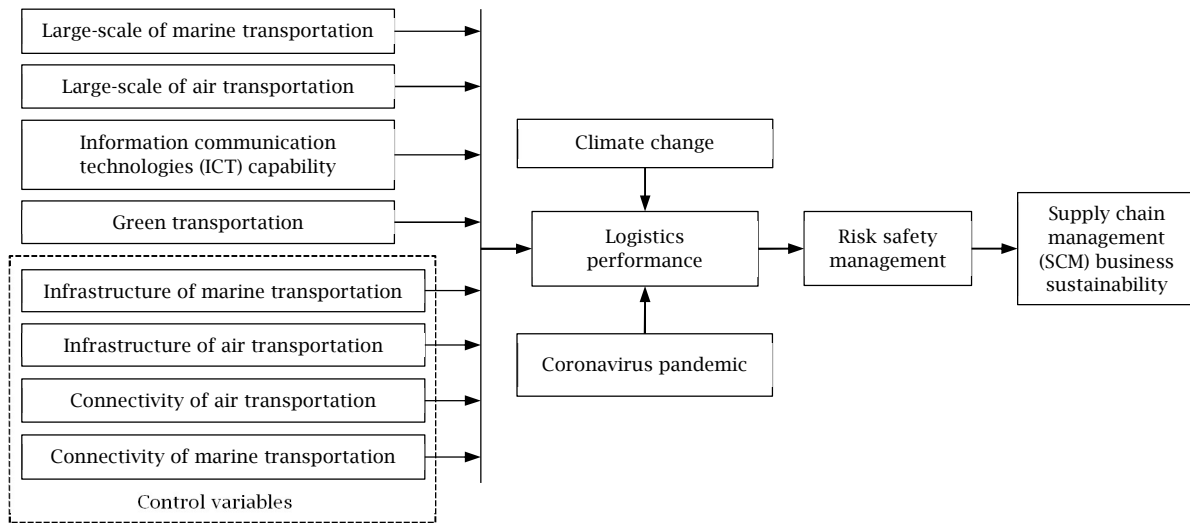 Large-scale of marine transportation
Large-scale of air transportation
Information communication
technologies (ICT) capability
Green transportation
Infrastructure of marine transportation
Infrastructure of air transportation
Connectivity of air transportation
Connectivity of marine transportation
Control variables
Climate change
Logistics
performance
Coronavirus pandemic
Risk safety
management
Supply chain
management
(SCM) business
sustainability